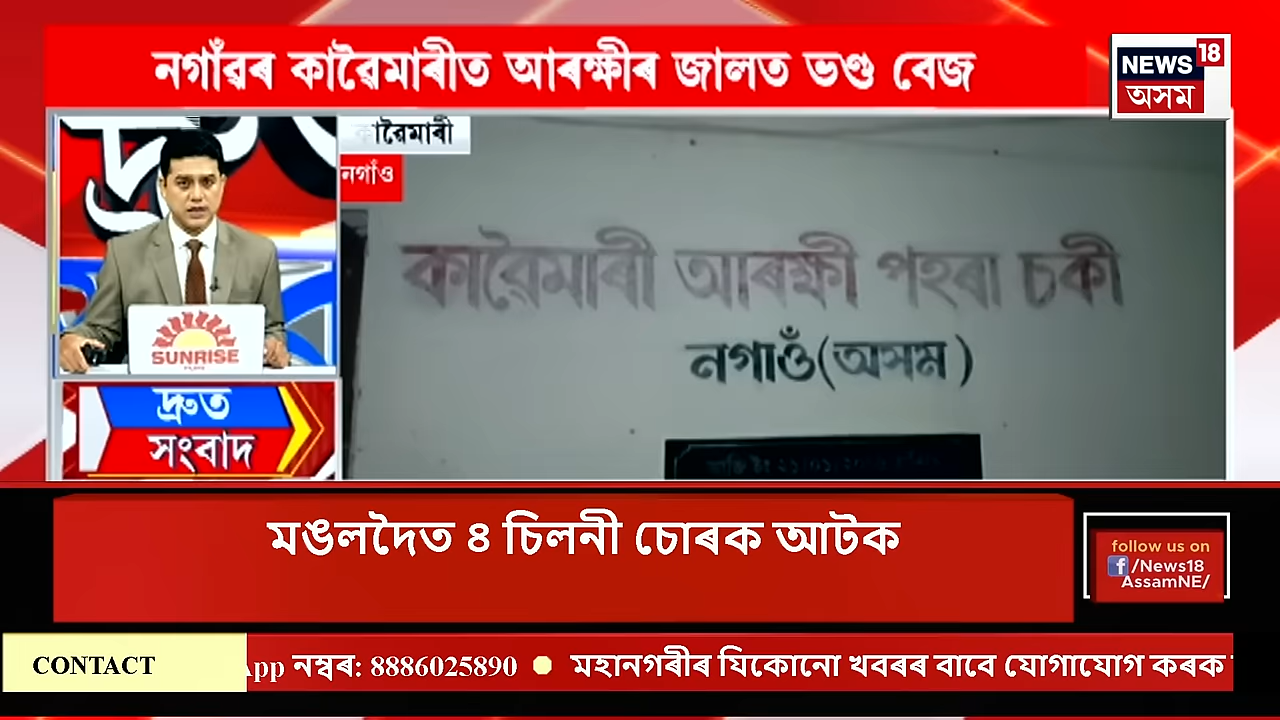 নগাঁৱৰ কাৱৈমাৰীত আৰক্ষীৰ জালত ভণ্ড বেজ
NEWS 18
অসম
াৱৈমাৰী
নগাঁও
কাৱৈমাৰী আৰক্ষী পহৰা চকী
নগাওঁ(অসম)
SUNRISE
দ্ৰুত
সংবাদ
মঙলদৈত ৪ চিলনী চোৰক আটক
follow us on
/News18
AssamNE/
CONTACT
App নম্বৰ: 8886025890 মহানগৰীৰ যিকোনো খবৰৰ বাবে যোগাযোগ কৰক